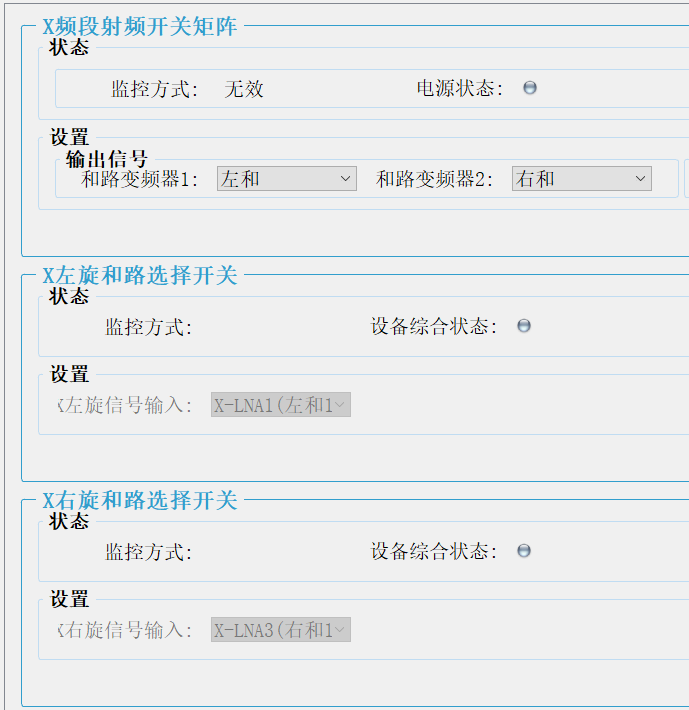 X频段射频开关矩阵
状态
监控方式: 无效 电源状态:
设置
输出信号
和路变频器1: 左和 和路变频器2: 右和
X左旋和路选择开关
状态
监控方式: 设备综合状态:
设置
X左旋信号输入: X-LNA1(左和1
X右旋和路选择开关
状态
监控方式: 设备综合状态:
设置
X右旋信号输入: X-LNA3(右和1